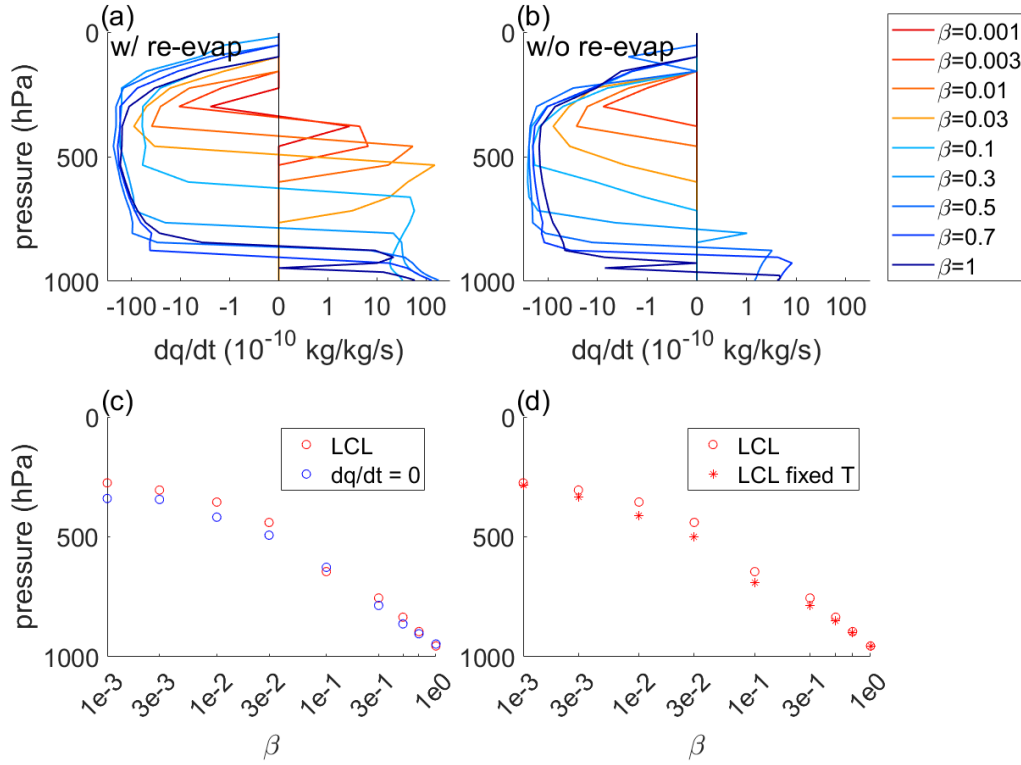 (a)
w/ re-evap
0
500
1000
pressure (hPa)
-100 -10 -1 0 1 10 100
dq/dt (10^-10 kg/kg/s)
(b)
w/o re-evap
0
500
1000
-100 -10 -1 0 1 10 100
dq/dt (10^-10 kg/kg/s)
β=0.001
β=0.003
β=0.01
β=0.03
β=0.1
β=0.3
β=0.5
β=0.7
β=1
(c)
0
500
1000
pressure (hPa)
LCL
dq/dt = 0
1e-3 3e-3 1e-2 3e-2 1e-1 3e-1 1e0
β
(d)
0
500
1000
LCL
LCL fixed T
1e-3 3e-3 1e-2 3e-2 1e-1 3e-1 1e0
β